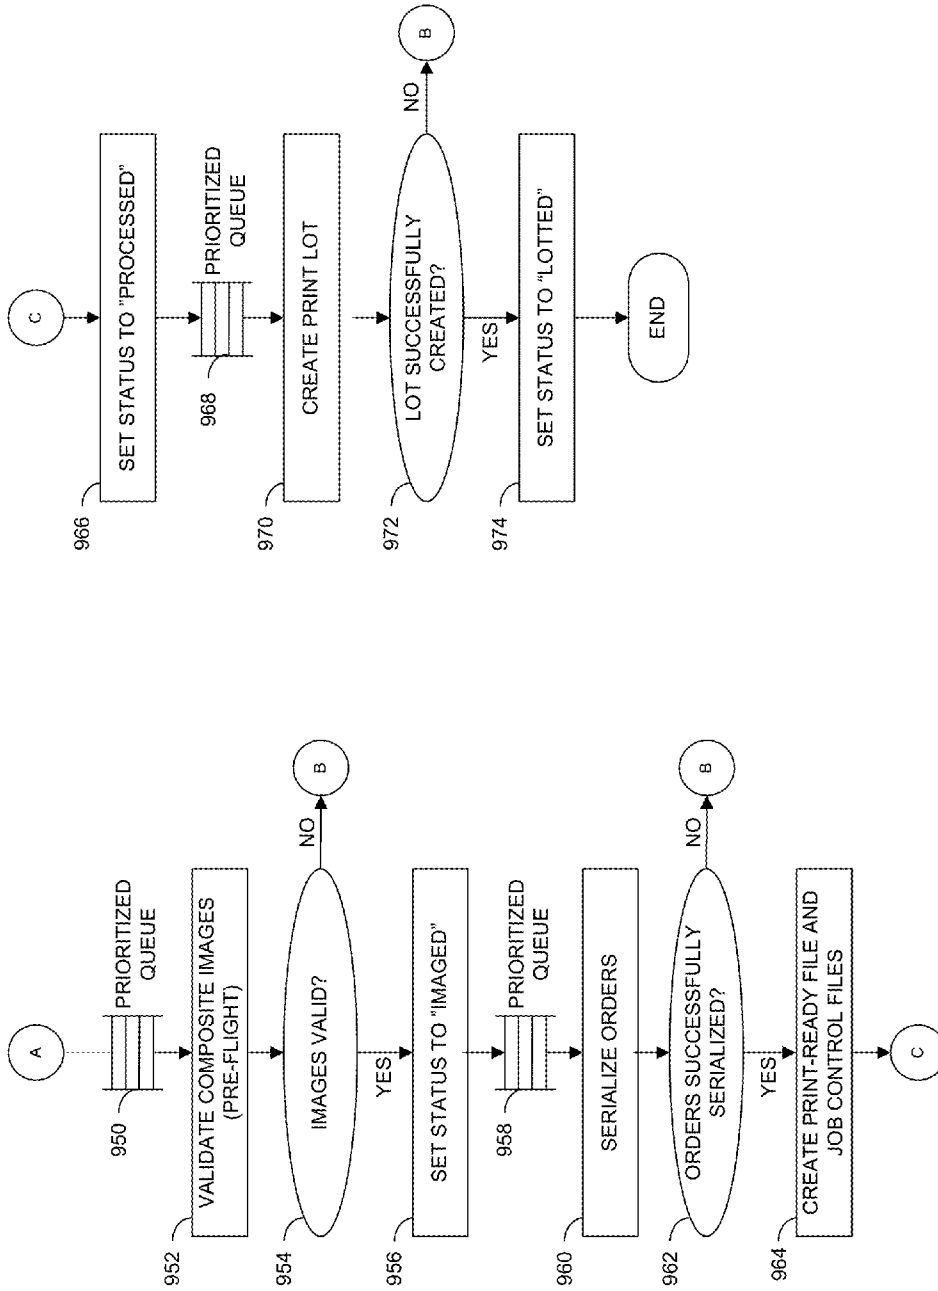 A
950
PRIORITIZED
QUEUE
952
VALIDATE COMPOSITE IMAGES
(PRE-FLIGHT)
954
IMAGES VALID?
NO
B
YES
956
SET STATUS TO "IMAGED"
958
PRIORITIZED
QUEUE
960
SERIALIZE ORDERS
962
ORDERS SUCCESSFULLY
SERIALIZED?
NO
B
YES
964
CREATE PRINT-READY FILE AND
JOB CONTROL FILES
C
C
966
SET STATUS TO "PROCESSED"
968
PRIORITIZED
QUEUE
970
CREATE PRINT LOT
972
LOT SUCCESSFULLY
CREATED?
NO
B
YES
974
SET STATUS TO "LOTTED"
END